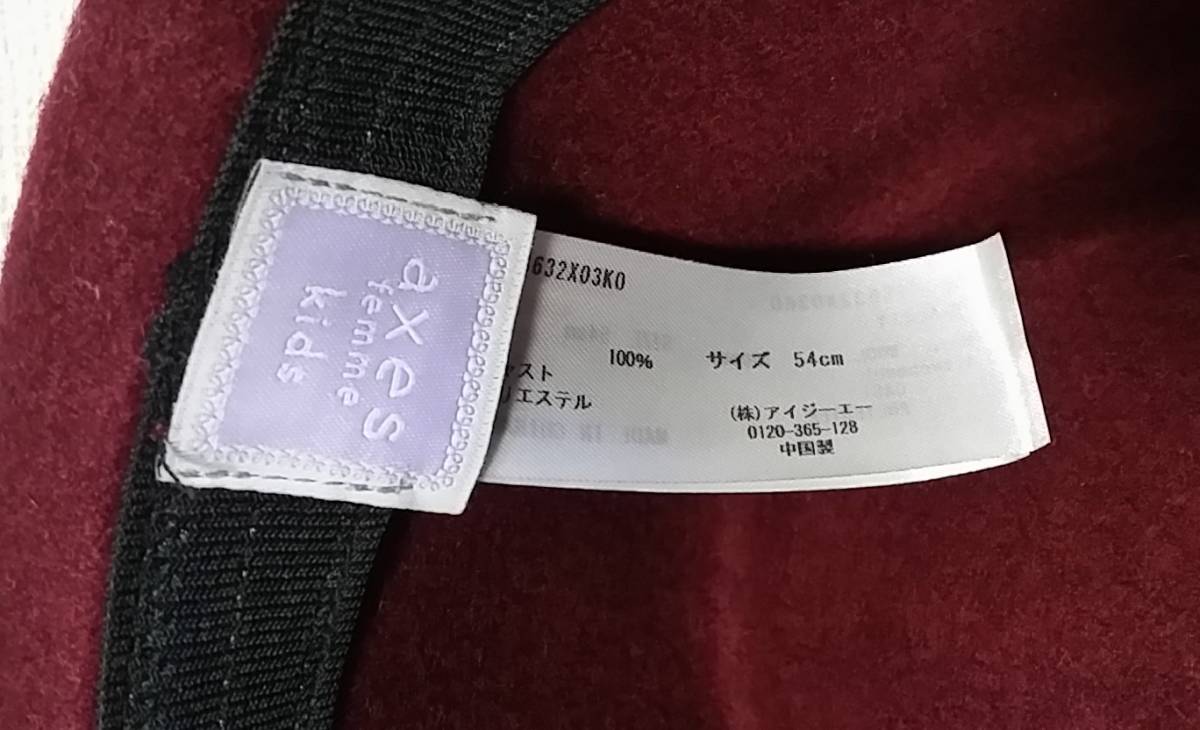 axes
femme
kids
632X03K0
100%
サイズ 54cm
スト
エステル
(株)アイジーエー
0120-365-128
中国製